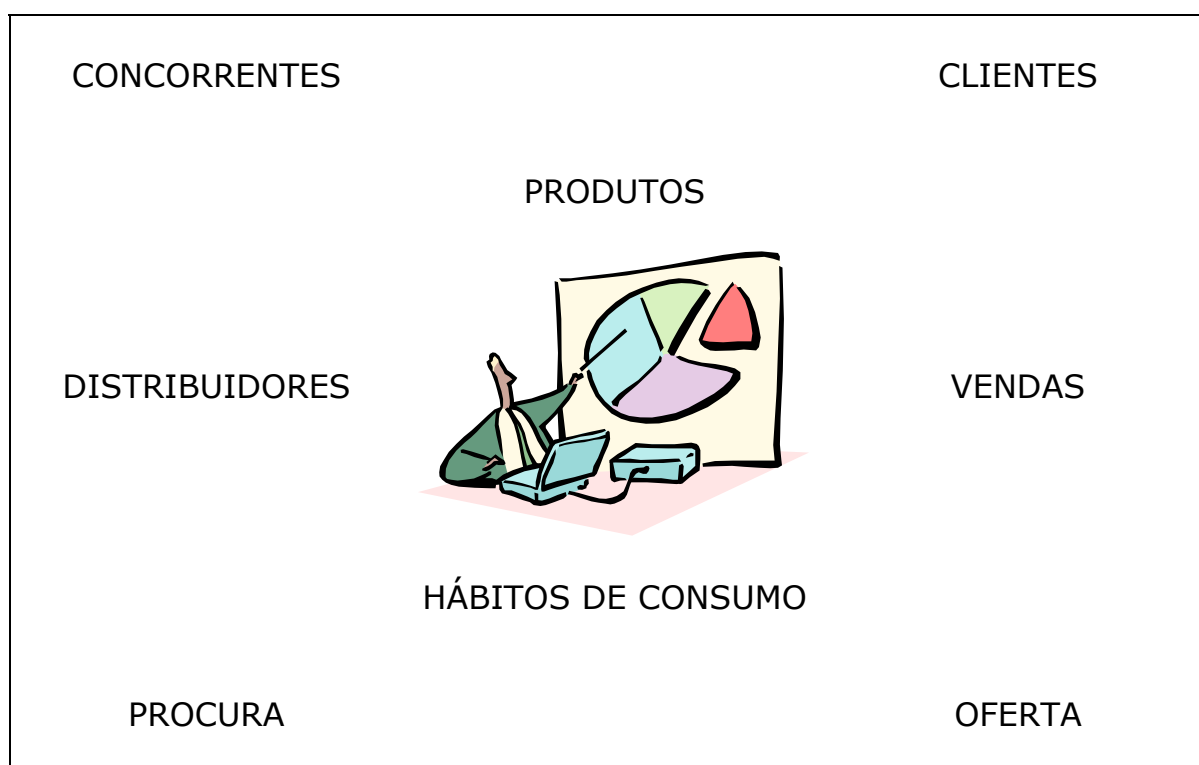 CONCORRENTES
CLIENTES
PRODUTOS
DISTRIBUIDORES
VENDAS
HÁBITOS DE CONSUMO
PROCURA
OFERTA